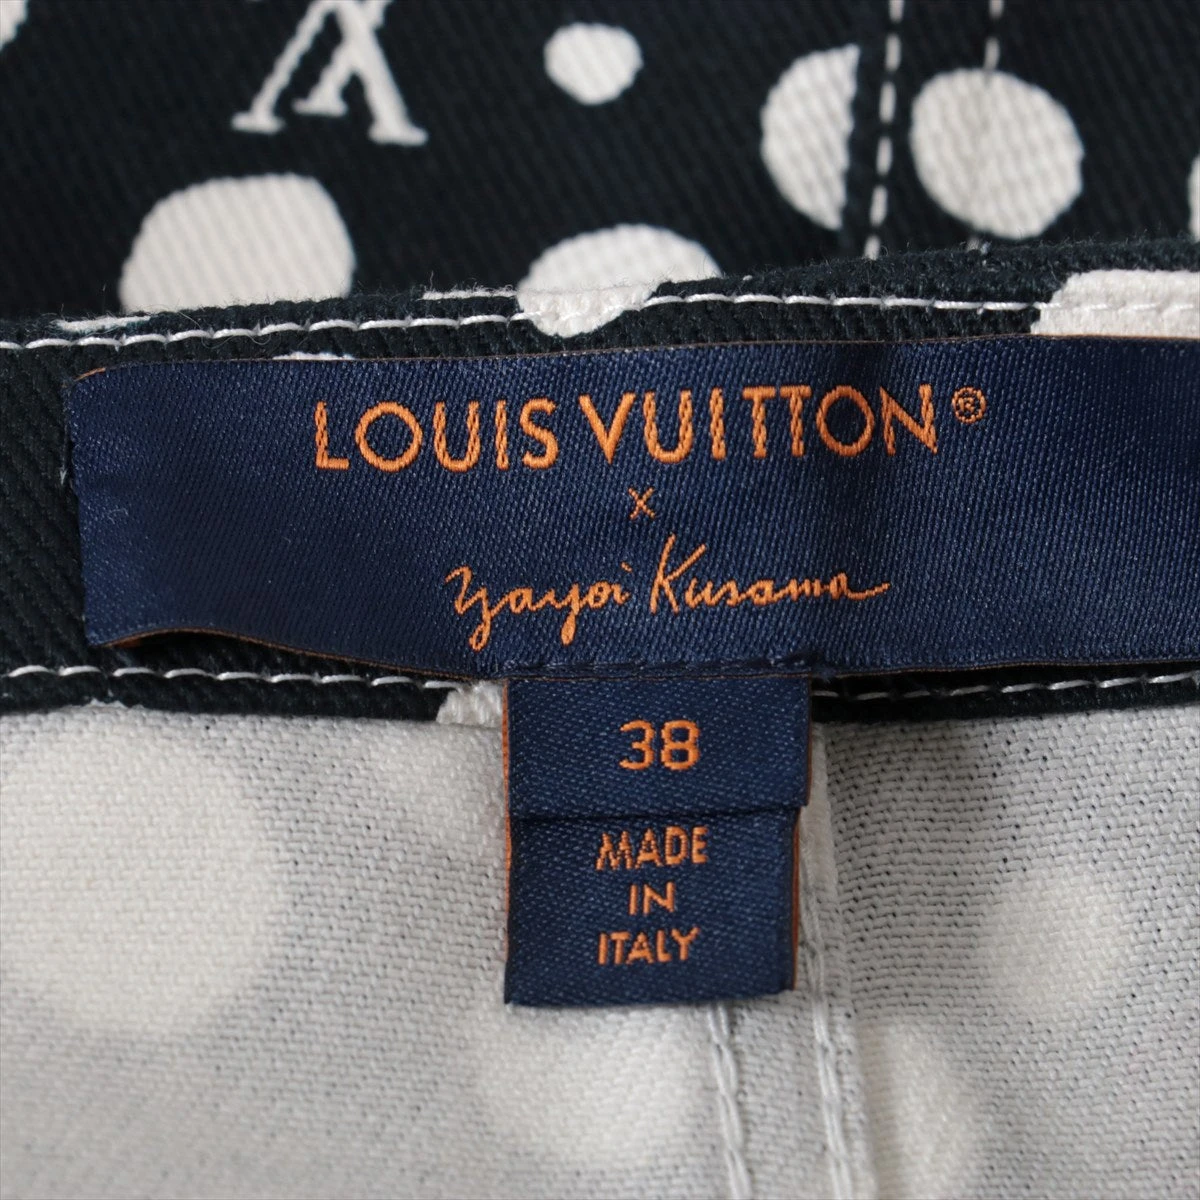 LOUIS VUITTON®
x
Yayoi Kusama
38
MADE
IN
ITALY